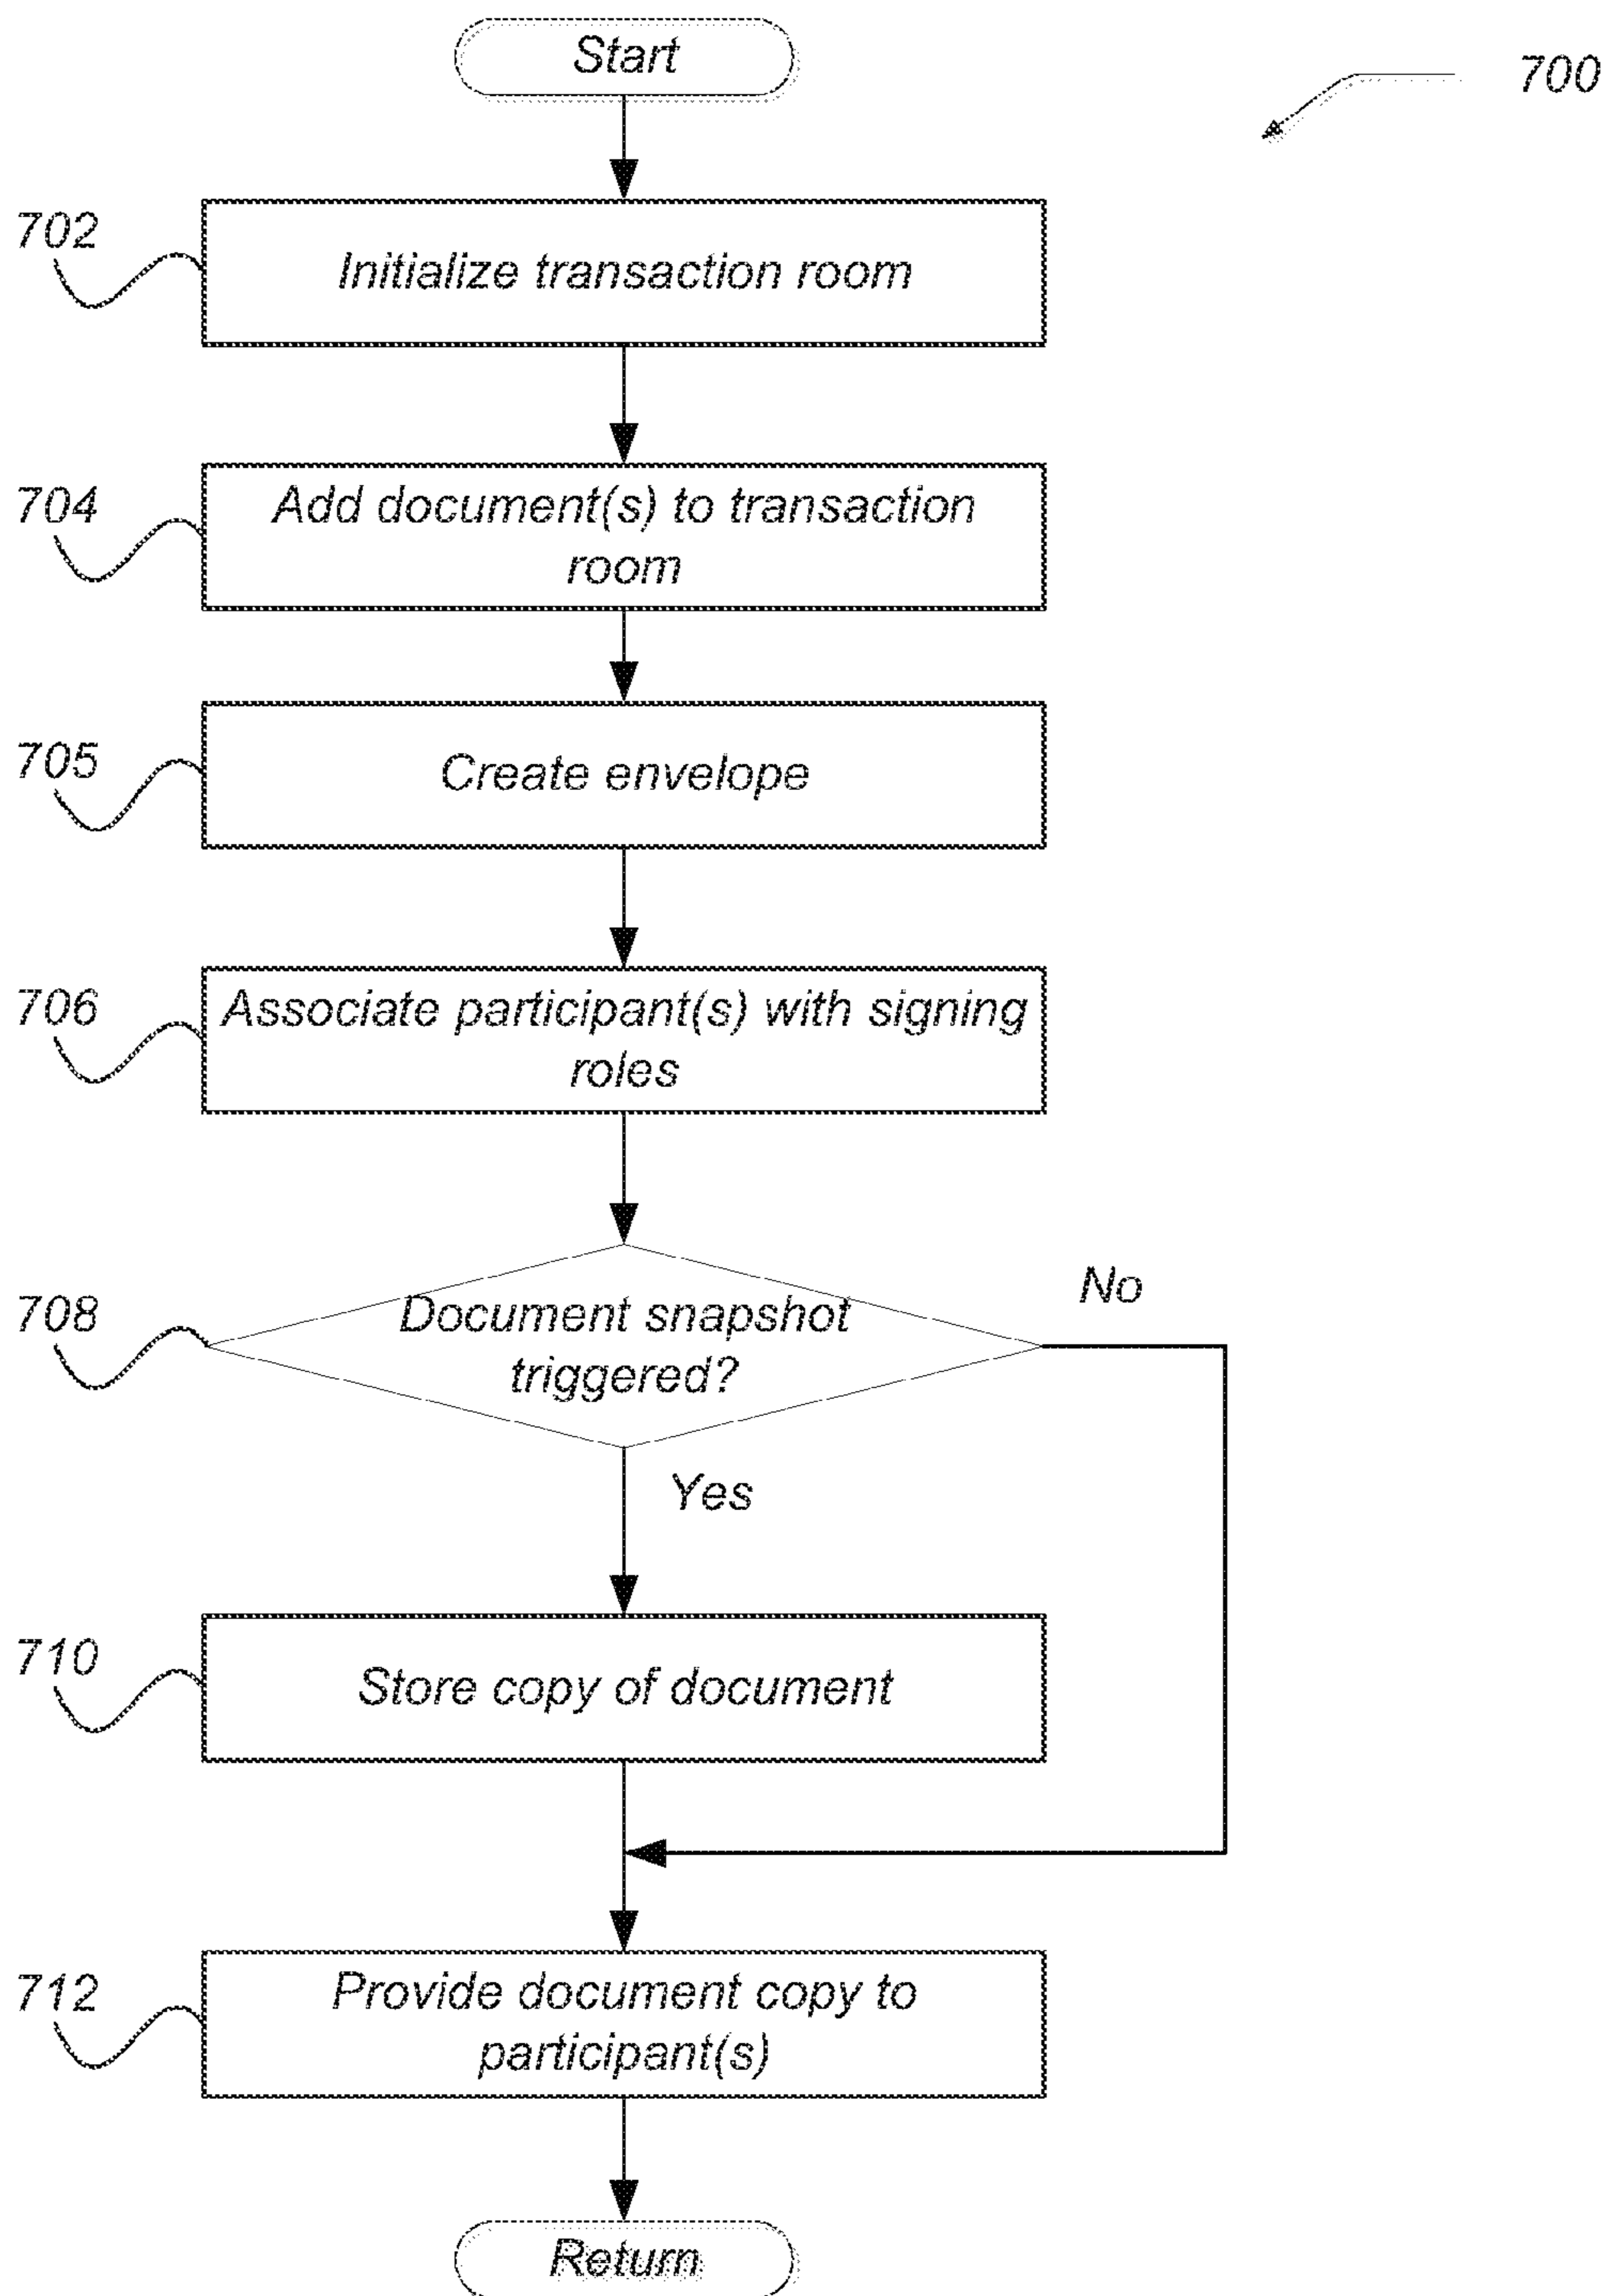 Start
700
702
Initialize transaction room
704
Add document(s) to transaction
room
705
Create envelope
706
Associate participant(s) with signing
roles
No
708
Document snapshot
triggered?
Yes
710
Store copy of document
712
Provide document copy to
participant(s)
Return